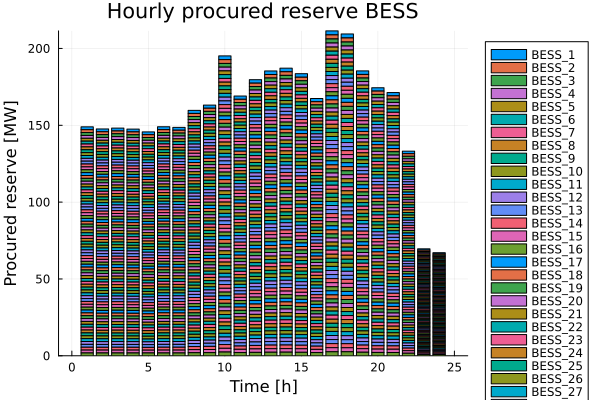 Hourly procured reserve BESS
Procured reserve [MW]
200
150
100
50
0
0 5 10 15 20 25
Time [h]
BESS_1
BESS_2
BESS_3
BESS_4
BESS_5
BESS_6
BESS_7
BESS_8
BESS_9
BESS_10
BESS_11
BESS_12
BESS_13
BESS_14
BESS_15
BESS_16
BESS_17
BESS_18
BESS_19
BESS_20
BESS_21
BESS_22
BESS_23
BESS_24
BESS_25
BESS_26
BESS_27